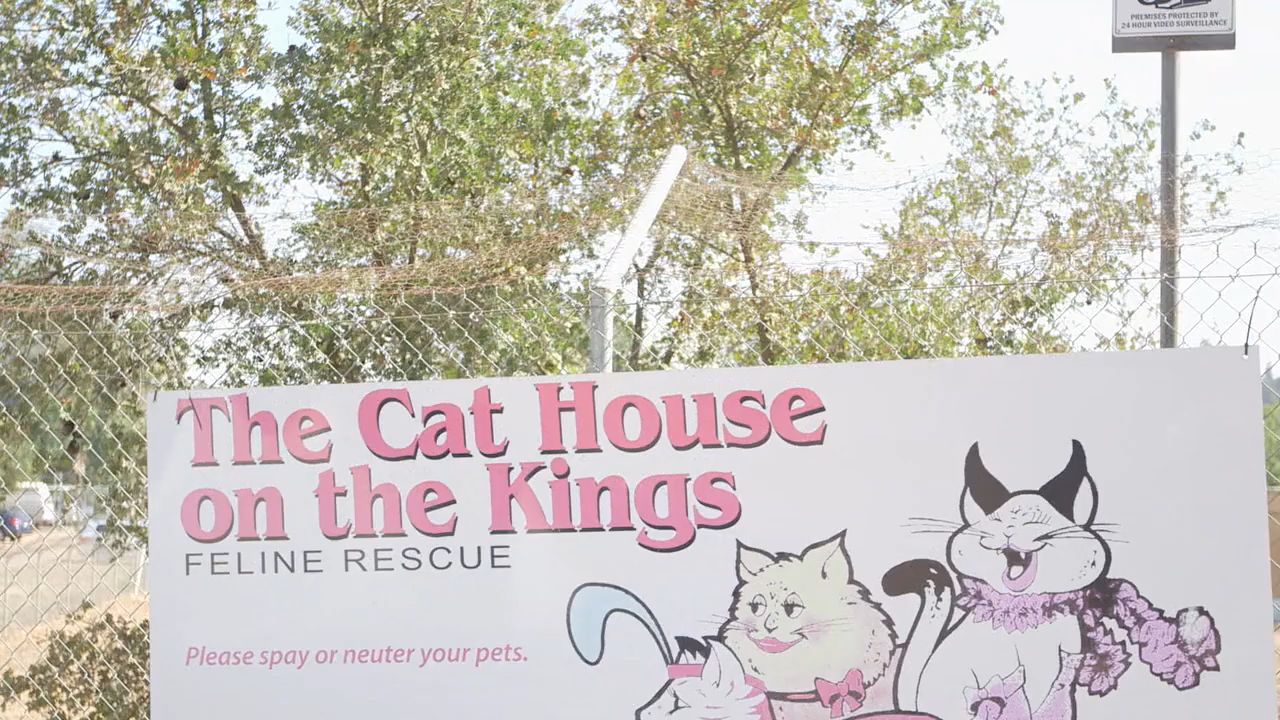 PREMISES PROTECTED BY
24 HOUR VIDEO SURVEILLANCE
The Cat House
on the Kings
FELINE RESCUE
Please spay or neuter your pets.